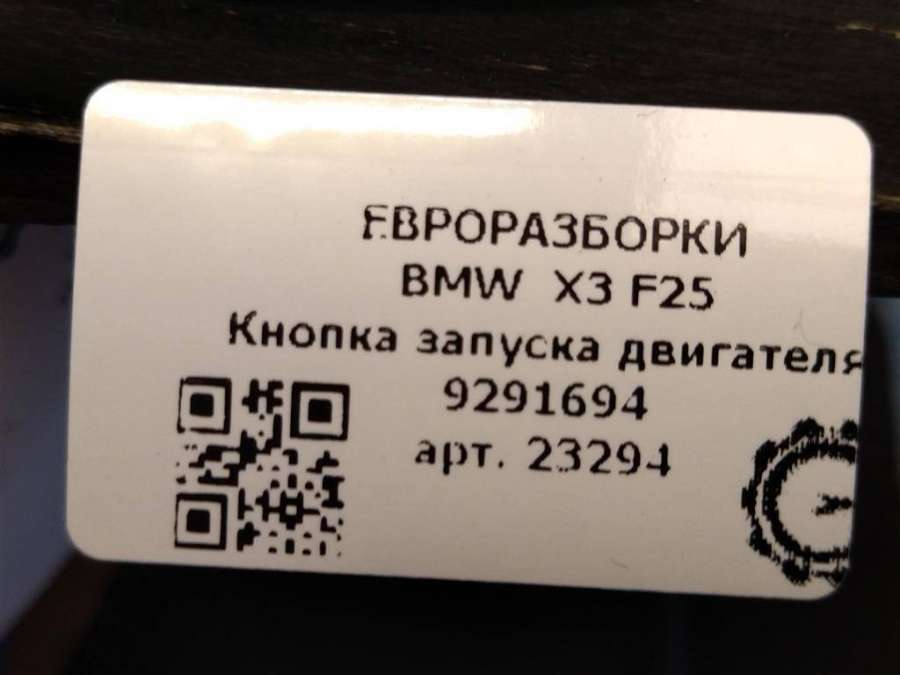 ЕВРОРАЗБОРКИ
BMW X3 F25
Кнопка запуска двигателя
9291694
арт. 23294